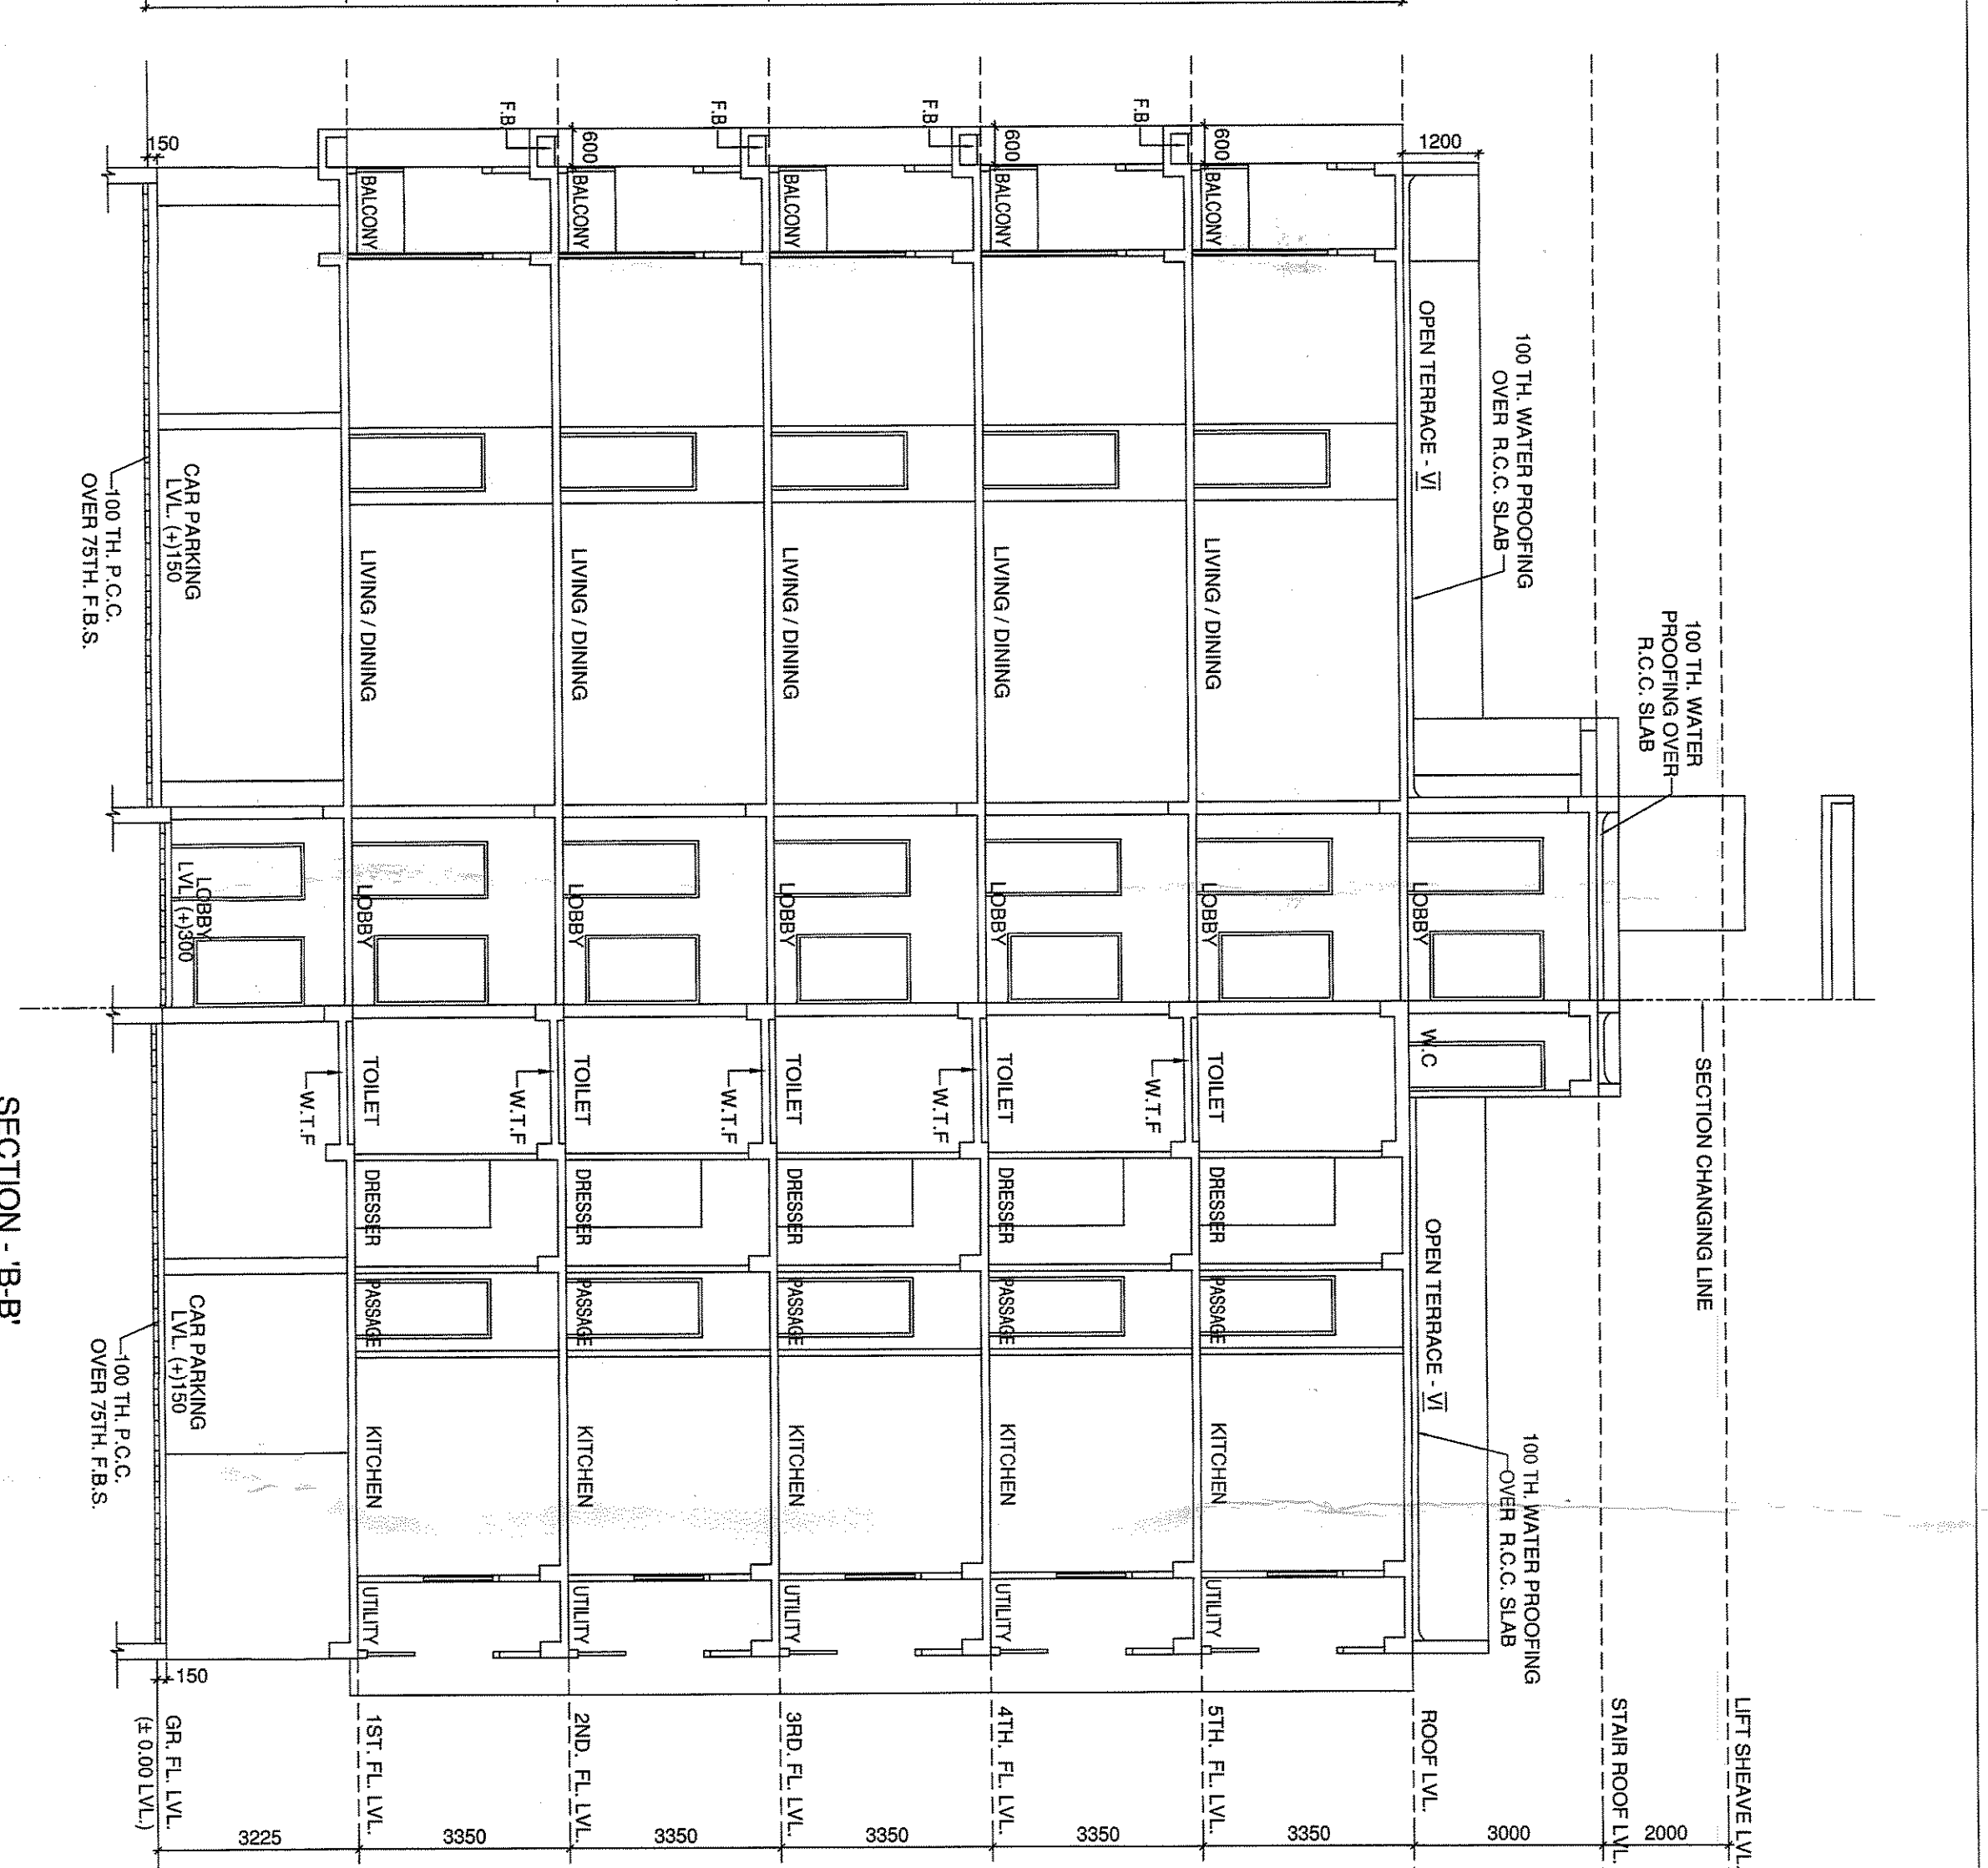 LIFT SHEAVE LVL.
STAIR ROOF LVL.
2000
3000
SECTION CHANGING LINE
100 TH. WATER
PROOFING OVER
R.C.C. SLAB
100 TH. WATER PROOFING
OVER R.C.C. SLAB
100 TH. WATER PROOFING
OVER R.C.C. SLAB
1200
OPEN TERRACE - VI
LOBBY
W.C
OPEN TERRACE - VI
ROOF LVL.
3350
600
F.B
BALCONY
LIVING / DINING
LOBBY
TOILET
W.T.F
DRESSER
PASSAGE
KITCHEN
UTILITY
5TH. FL. LVL.
3350
600
F.B
BALCONY
LIVING / DINING
LOBBY
TOILET
W.T.F
DRESSER
PASSAGE
KITCHEN
UTILITY
4TH. FL. LVL.
3350
F.B
BALCONY
LIVING / DINING
LOBBY
TOILET
W.T.F
DRESSER
PASSAGE
KITCHEN
UTILITY
3RD. FL. LVL.
3350
600
F.B
BALCONY
LIVING / DINING
LOBBY
TOILET
W.T.F
DRESSER
PASSAGE
KITCHEN
UTILITY
2ND. FL. LVL.
3350
BALCONY
LIVING / DINING
LOBBY
TOILET
W.T.F
DRESSER
PASSAGE
KITCHEN
UTILITY
1ST. FL. LVL.
3225
150
CAR PARKING
LVL. (+)150
LOBBY
LVL. (+)300
CAR PARKING
LVL. (+)150
150
GR. FL. LVL.
(± 0.00 LVL.)
100 TH. P.C.C.
OVER 75TH. F.B.S.
100 TH. P.C.C.
OVER 75TH. F.B.S.
SECTION - 'B-B'